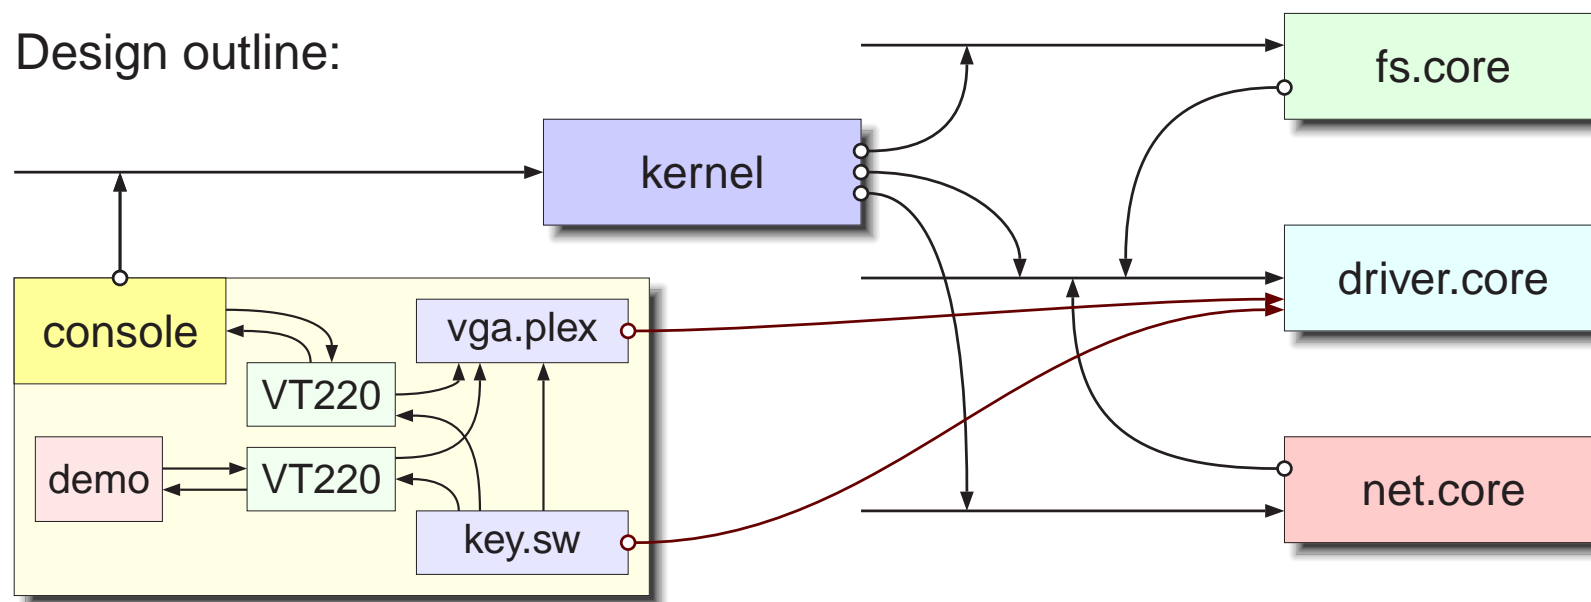 Design outline:
fs.core
kernel
driver.core
console
vga.plex
VT220
demo
VT220
net.core
key.sw